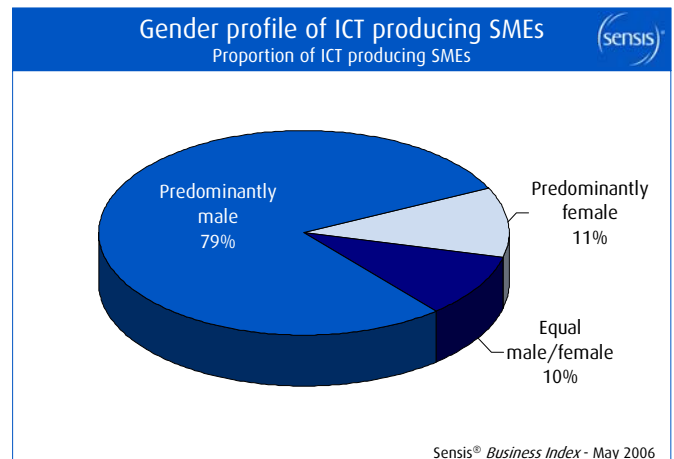 Gender profile of ICT producing SMEs
Proportion of ICT producing SMEs
sensis®
Predominantly
male
79%
Predominantly
female
11%
Equal
male/female
10%
Sensis® Business Index - May 2006